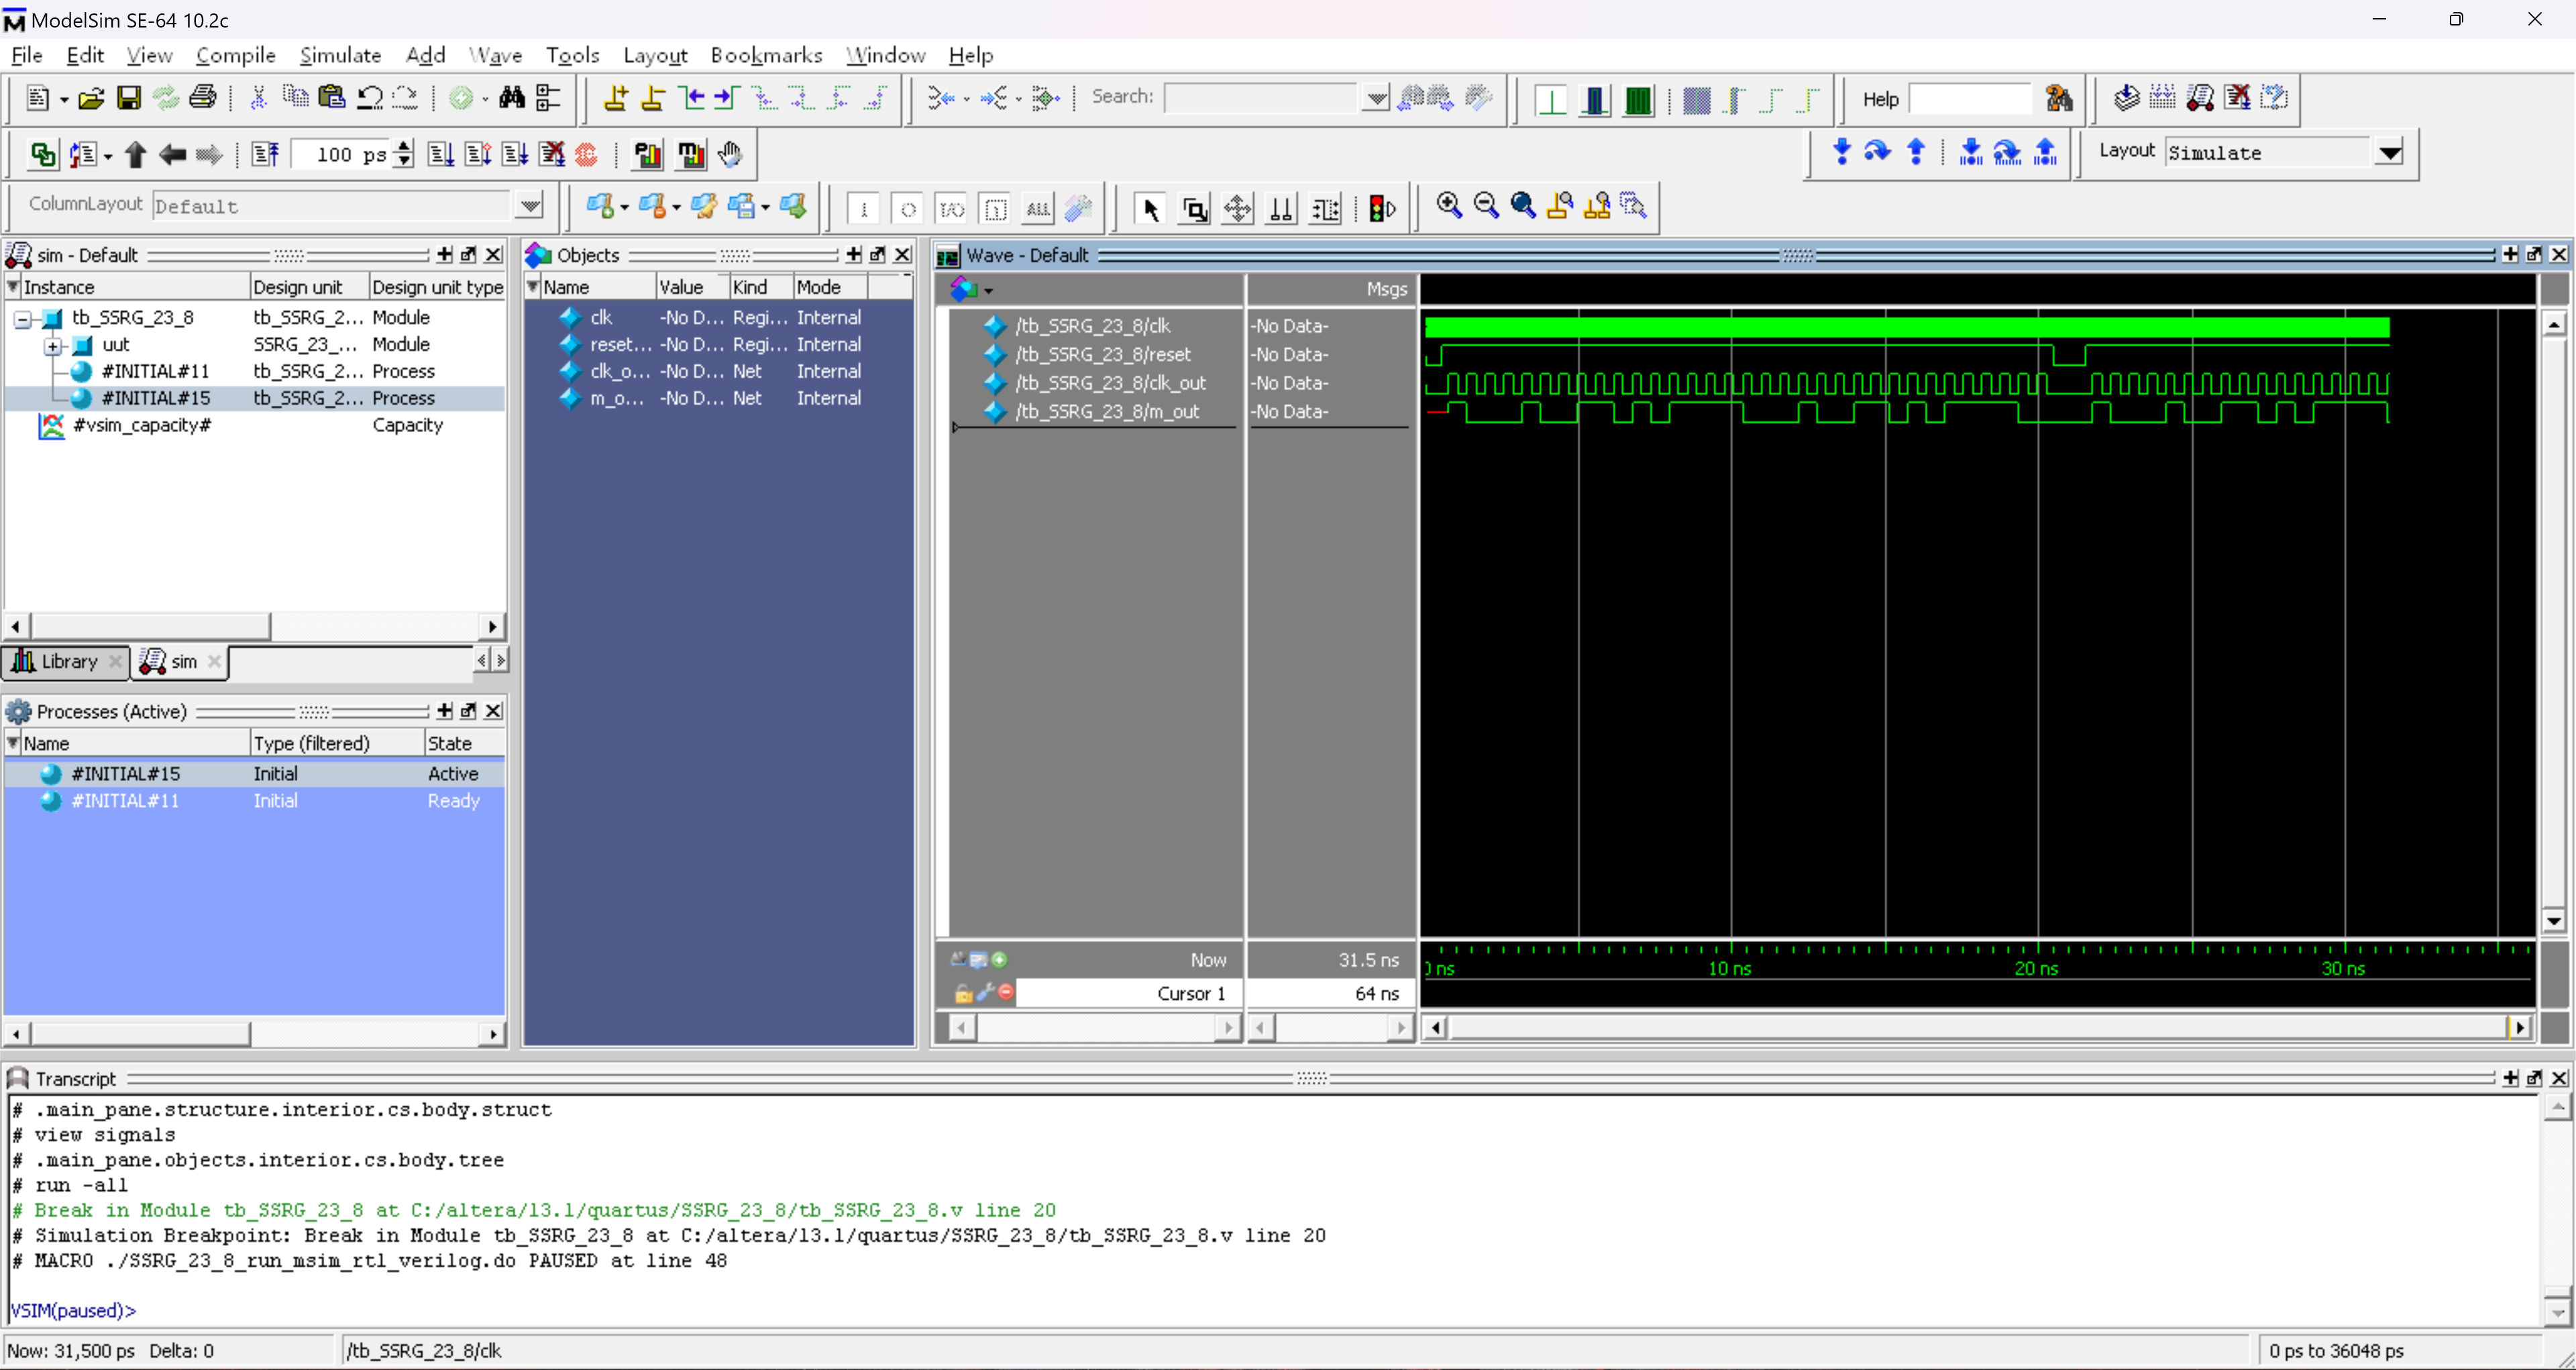 ModelSim SE-64 10.2c
File Edit View Compile Simulate Add Wave Tools Layout Bookmarks Window Help
Search:
Help
100 ps
Layout Simulate
ColumnLayout Default
I/O
ALL
sim - Default
Instance Design unit Design unit type
tb_SSRG_23_8 tb_SSRG_2... Module
uut SSRG_23_... Module
#INITIAL#11 tb_SSRG_2... Process
#INITIAL#15 tb_SSRG_2... Process
#vsim_capacity# Capacity
Library sim
Processes (Active)
Name Type (filtered) State
#INITIAL#15 Initial Active
#INITIAL#11 Initial Ready
Objects
Name Value Kind Mode
clk -No D... Regi... Internal
reset... -No D... Regi... Internal
clk_o... -No D... Net Internal
m_o... -No D... Net Internal
Wave - Default
Msgs
/tb_SSRG_23_8/clk -No Data-
/tb_SSRG_23_8/reset -No Data-
/tb_SSRG_23_8/clk_out -No Data-
/tb_SSRG_23_8/m_out -No Data-
Now 31.5 ns
Cursor 1 64 ns
ns 10 ns 20 ns 30 ns
Transcript
# .main_pane.structure.interior.cs.body.struct
# view signals
# .main_pane.objects.interior.cs.body.tree
# run -all
# Break in Module tb_SSRG_23_8 at C:/altera/13.1/quartus/SSRG_23_8/tb_SSRG_23_8.v line 20
# Simulation Breakpoint: Break in Module tb_SSRG_23_8 at C:/altera/13.1/quartus/SSRG_23_8/tb_SSRG_23_8.v line 20
# MACRO ./SSRG_23_8_run_msim_rtl_verilog.do PAUSED at line 48
VSIM(paused)>
Now: 31,500 ps Delta: 0
/tb_SSRG_23_8/clk
0 ps to 36048 ps